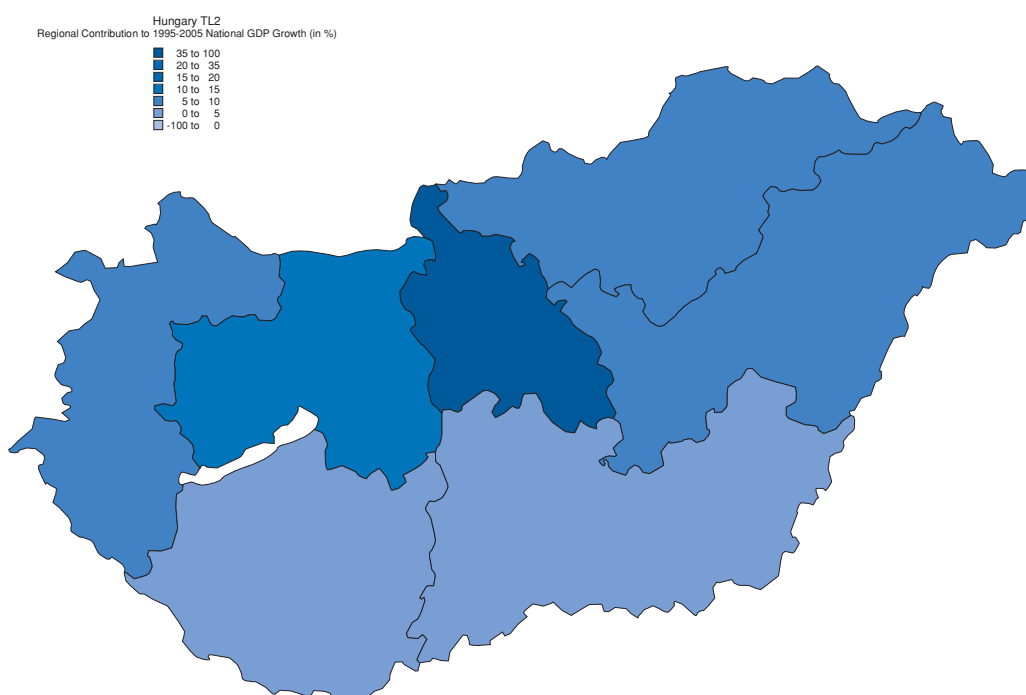 Hungary TL2
Regional Contribution to 1995-2005 National GDP Growth (in %)
35 to 100
20 to 35
15 to 20
10 to 15
5 to 10
0 to 5
-100 to 0